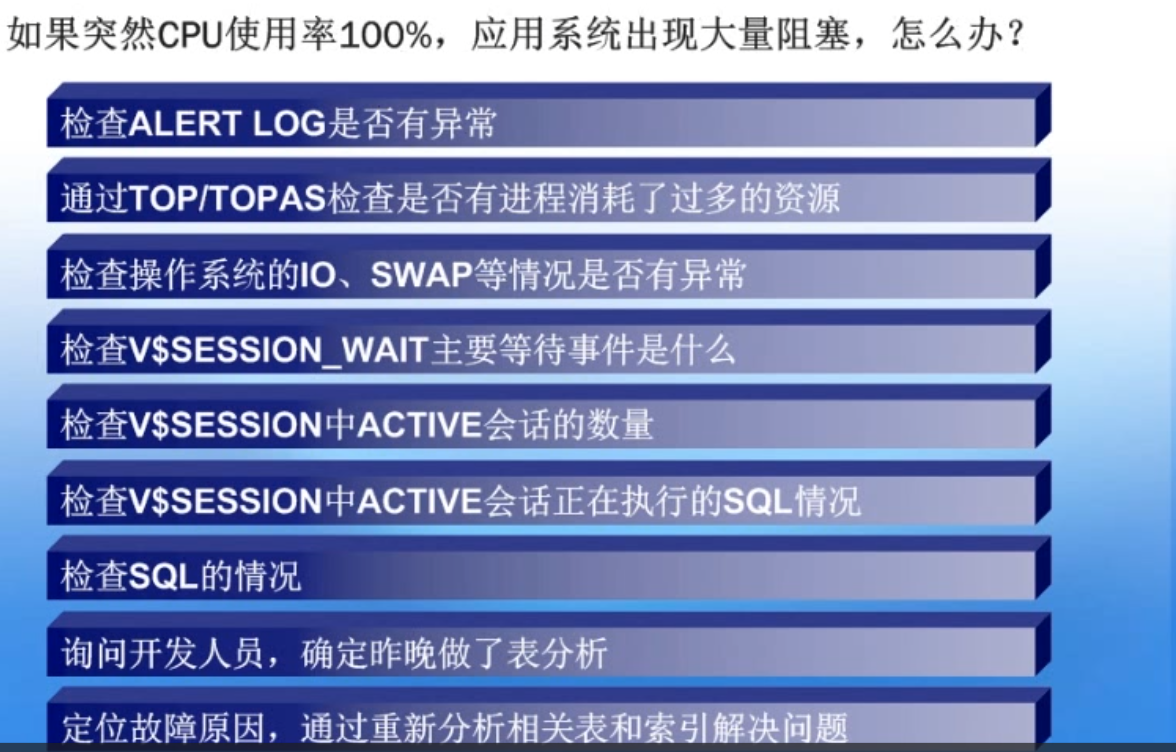 如果突然CPU使用率100%，应用系统出现大量阻塞，怎么办？
检查ALERT LOG是否有异常
通过TOP/TOPAS检查是否有进程消耗了过多的资源
检查操作系统的IO、SWAP等情况是否有异常
检查V$SESSION_WAIT主要等待事件是什么
检查V$SESSION中ACTIVE会话的数量
检查V$SESSION中ACTIVE会话正在执行的SQL情况
检查SQL的情况
询问开发人员，确定昨晚做了表分析
定位故障原因，通过重新分析相关表和索引解决问题